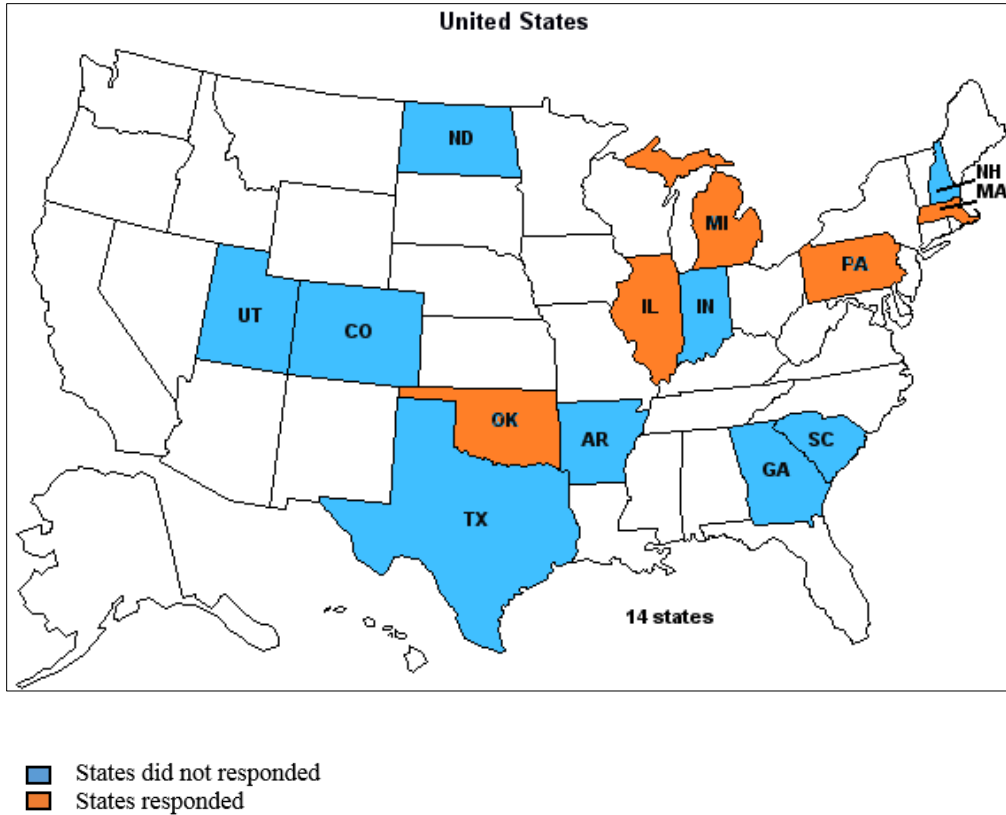 United States
ND
NH
MA
MI
PA
UT
CO
IL
IN
OK
AR
SC
GA
TX
14 states
States did not responded
States responded